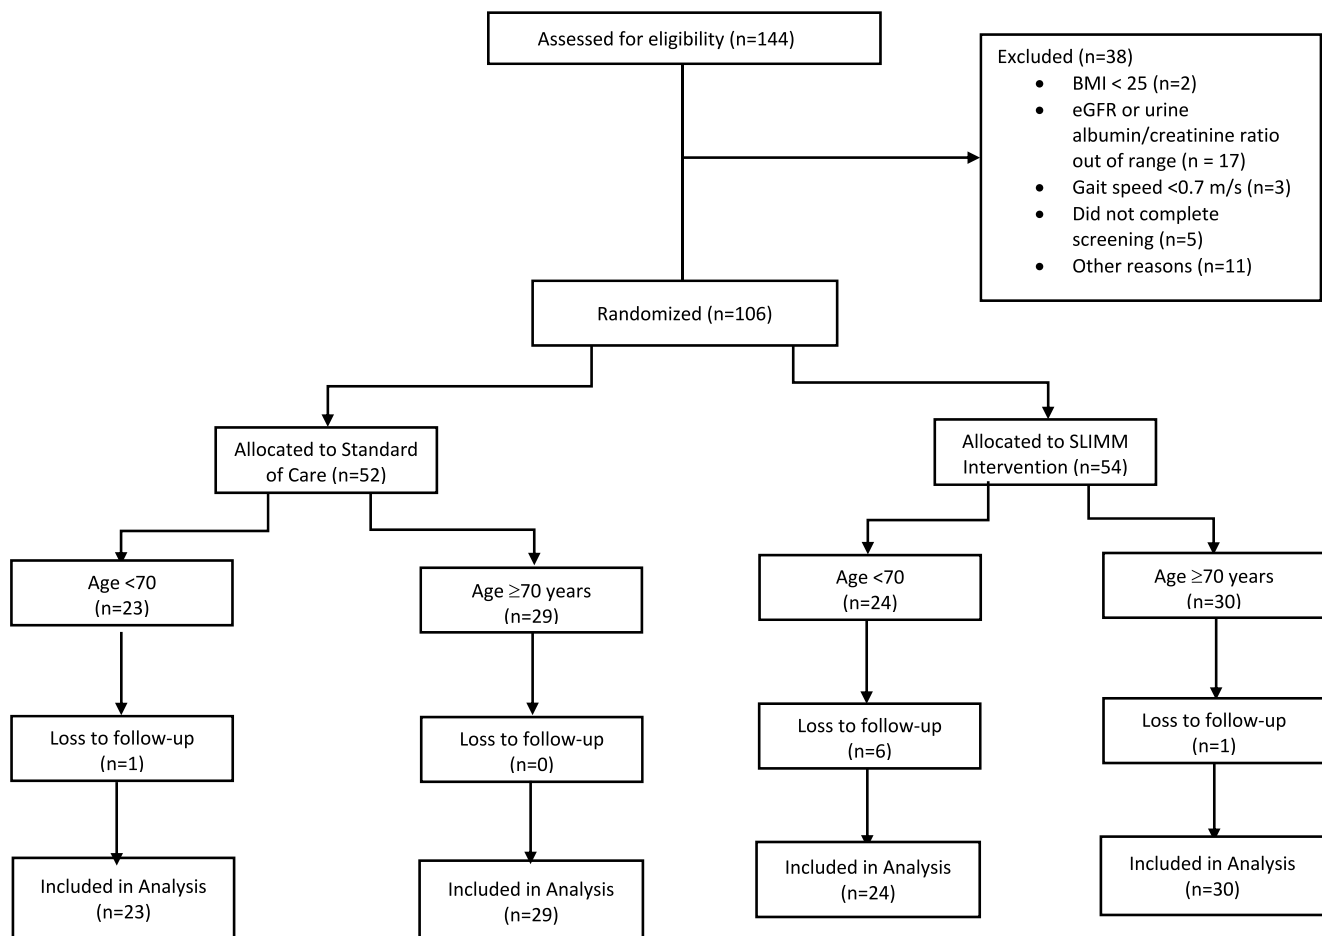 Assessed for eligibility (n=144)
Excluded (n=38)
• BMI < 25 (n=2)
• eGFR or urine
albumin/creatinine ratio
out of range (n = 17)
• Gait speed <0.7 m/s (n=3)
• Did not complete
screening (n=5)
• Other reasons (n=11)
Randomized (n=106)
Allocated to Standard
of Care (n=52)
Allocated to SLIMM
Intervention (n=54)
Age <70
(n=23)
Age ≥70 years
(n=29)
Age <70
(n=24)
Age ≥70 years
(n=30)
Loss to follow-up
(n=1)
Loss to follow-up
(n=0)
Loss to follow-up
(n=6)
Loss to follow-up
(n=1)
Included in Analysis
(n=23)
Included in Analysis
(n=29)
Included in Analysis
(n=24)
Included in Analysis
(n=30)